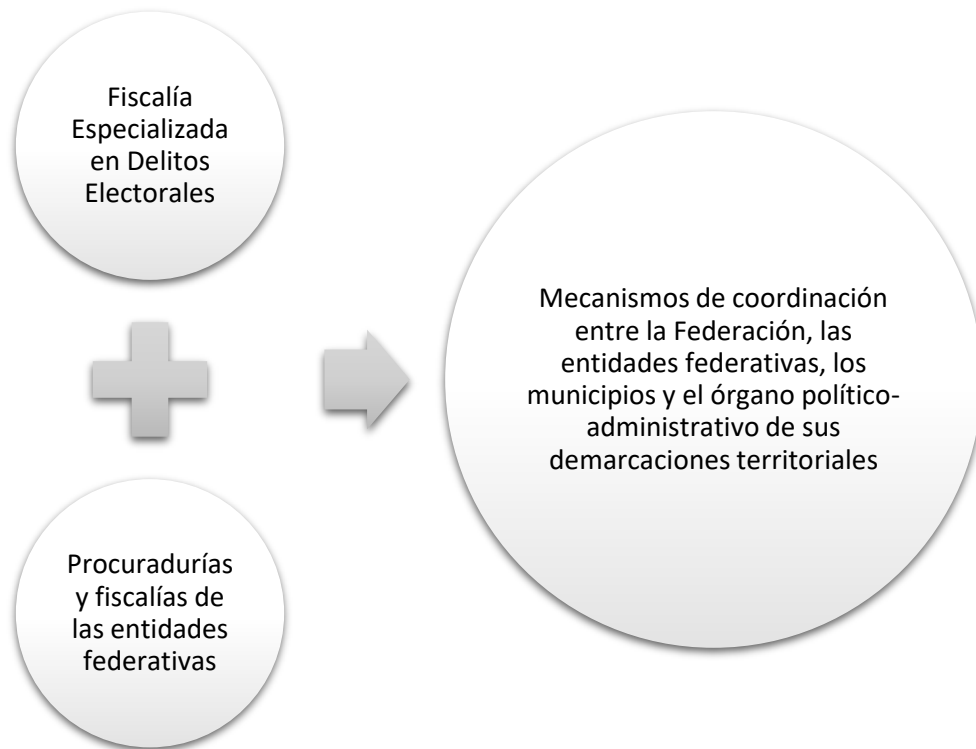 Fiscalía
Especializada
en Delitos
Electorales
Procuradurías
y fiscalías de
las entidades
federativas
Mecanismos de coordinación
entre la Federación, las
entidades federativas, los
municipios y el órgano político-
administrativo de sus
demarcaciones territoriales